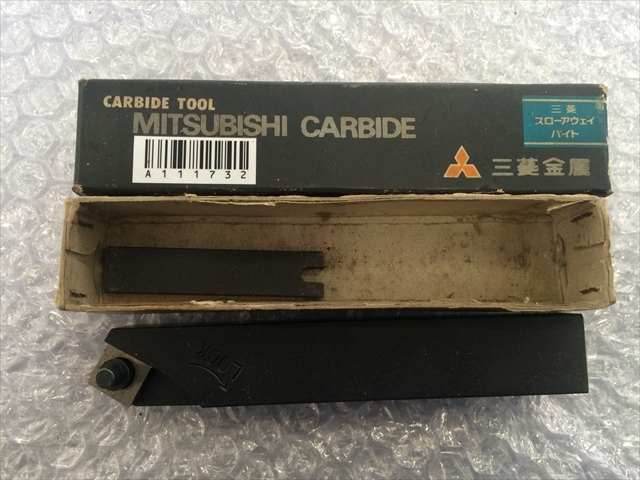 CARBIDE TOOL
MITSUBISHI CARBIDE
三菱
スローアウェイ
バイト
A111732
三菱金属
LOCK